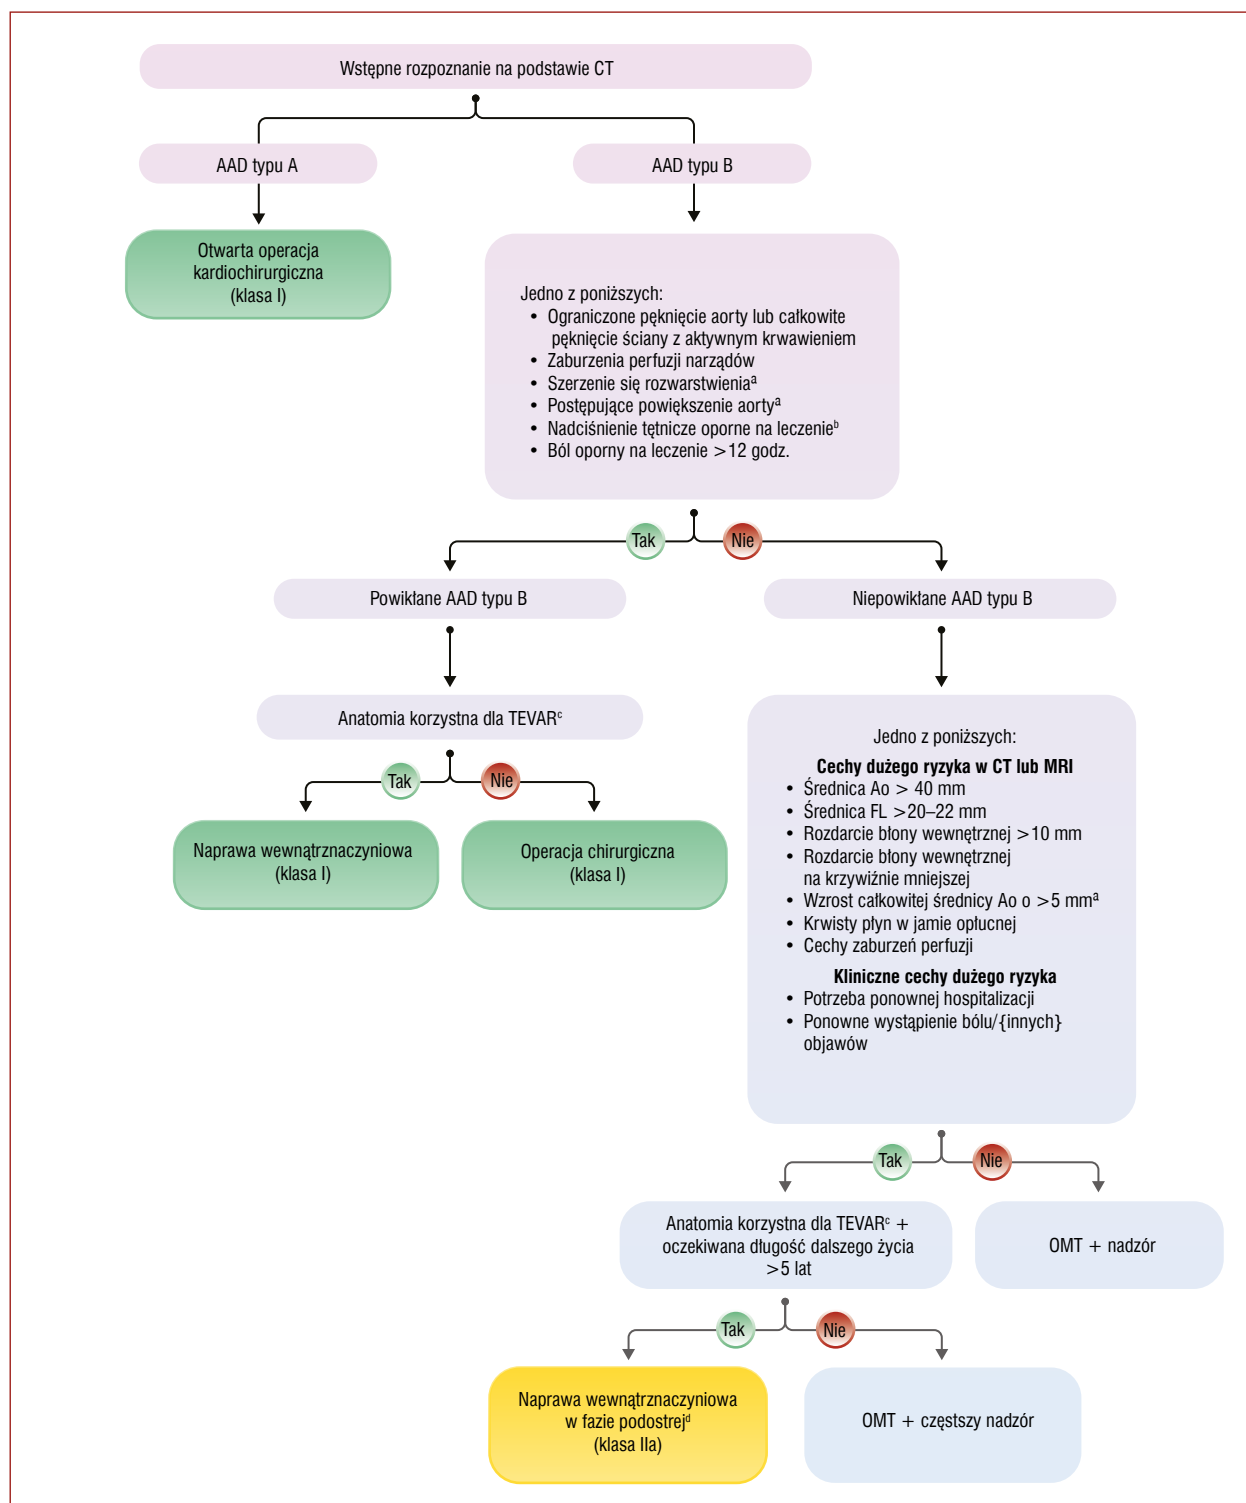 Wstępne rozpoznanie na podstawie CT
AAD typu A
AAD typu B
Otwarta operacja
kardiochirurgiczna
(klasa I)
Jedno z poniższych:
• Ograniczone pęknięcie aorty lub całkowite
pęknięcie ściany z aktywnym krwawieniem
• Zaburzenia perfuzji narządów
• Szerzenie się rozwarstwieniaᵃ
• Postępujące powiększenie aortyᵃ
• Nadciśnienie tętnicze oporne na leczenieᵇ
• Ból oporny na leczenie >12 godz.
Tak
Nie
Powikłane AAD typu B
Niepowikłane AAD typu B
Anatomia korzystna dla TEVARᶜ
Tak
Nie
Naprawa wewnątrznaczyniowa
(klasa I)
Operacja chirurgiczna
(klasa I)
Jedno z poniższych:
Cechy dużego ryzyka w CT lub MRI
• Średnica Ao > 40 mm
• Średnica FL >20–22 mm
• Rozdarcie błony wewnętrznej >10 mm
• Rozdarcie błony wewnętrznej
na krzywiźnie mniejszej
• Wzrost całkowitej średnicy Ao o >5 mmᵃ
• Krwisty płyn w jamie opłucnej
• Cechy zaburzeń perfuzji
Kliniczne cechy dużego ryzyka
• Potrzeba ponownej hospitalizacji
• Ponowne wystąpienie bólu/{innych}
objawów
Tak
Nie
Anatomia korzystna dla TEVARᶜ +
oczekiwana długość dalszego życia
>5 lat
OMT + nadzór
Tak
Nie
Naprawa wewnątrznaczyniowa
w fazie podostrejᵈ
(klasa IIa)
OMT + częstszy nadzór